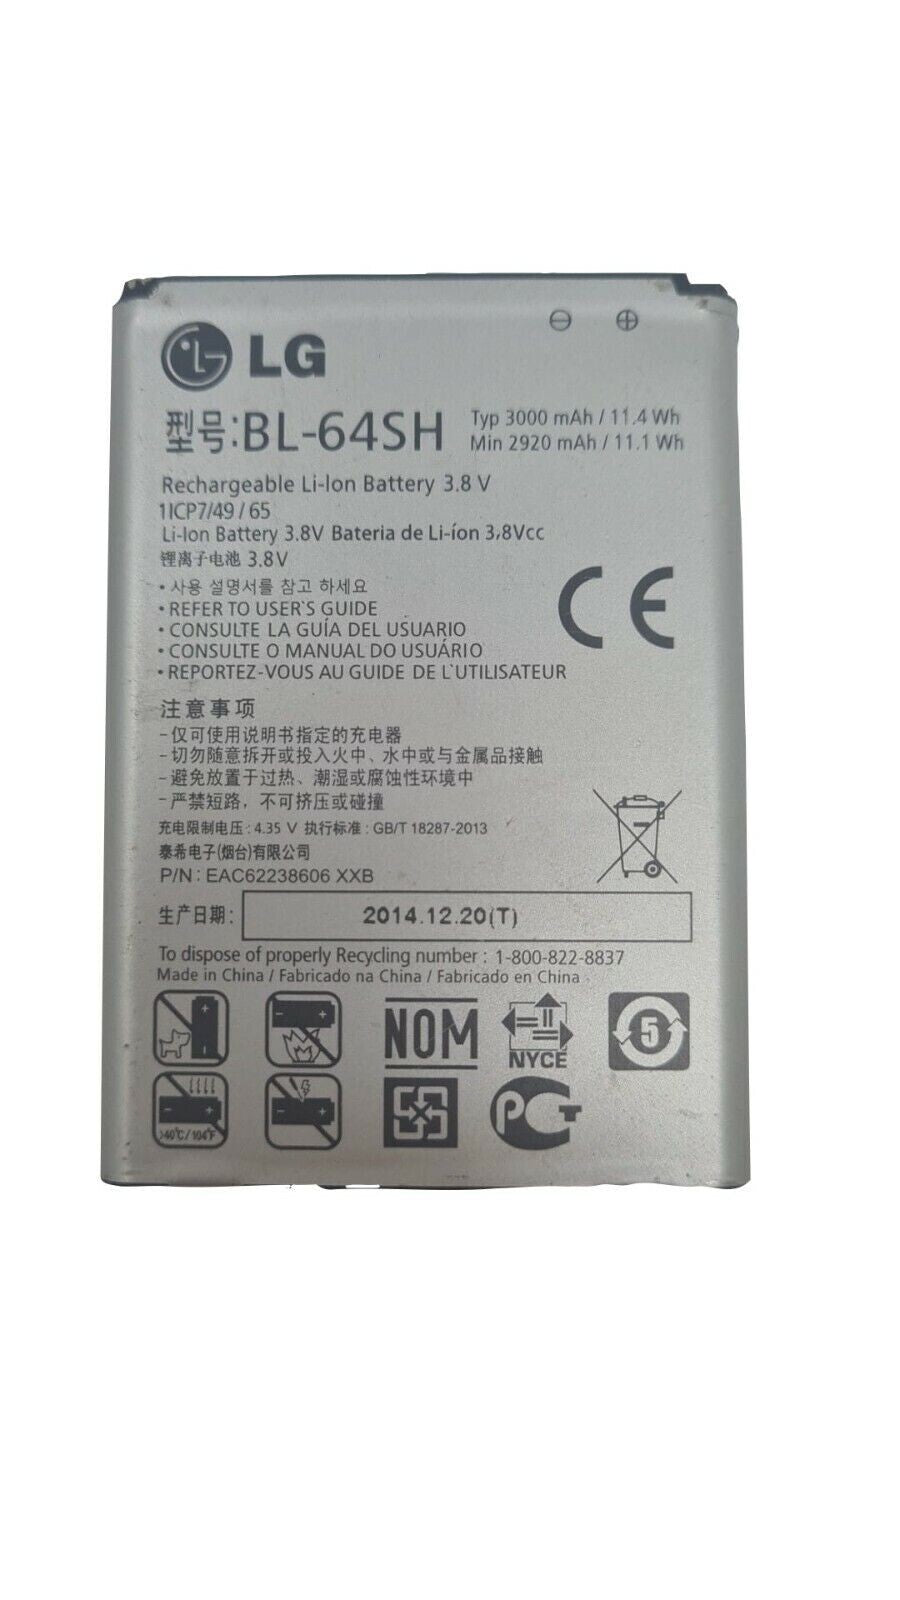 ⊖ ⊕
LG
型号:BL-64SH
Typ 3000 mAh / 11.4 Wh
Min 2920 mAh / 11.1 Wh
Rechargeable Li-Ion Battery 3.8 V
1ICP7/49 / 65
Li-Ion Battery 3.8V Bateria de Li-íon 3,8Vcc
锂离子电池 3.8V
• 사용 설명서를 참고 하세요
• REFER TO USER`S GUIDE
• CONSULTE LA GUÍA DEL USUARIO
• CONSULTE O MANUAL DO USUÁRIO
• REPORTEZ-VOUS AU GUIDE DE L`UTILISATEUR
CE
注意事项
-仅可使用说明书指定的充电器
-切勿随意拆开或投入火中、水中或与金属品接触
-避免放置于过热、潮湿或腐蚀性环境中
-严禁短路，不可挤压或碰撞
充电限制电压 : 4.35 V 执行标准 : GB/T 18287-2013
泰希电子(烟台)有限公司
P/N : EAC62238606 XXB
生产日期: 2014.12.20(T)
To dispose of properly Recycling number : 1-800-822-8837
Made in China / Fabricado na China / Fabricado en China
NOM
NYCE
5
>40°C/104°F
PCT